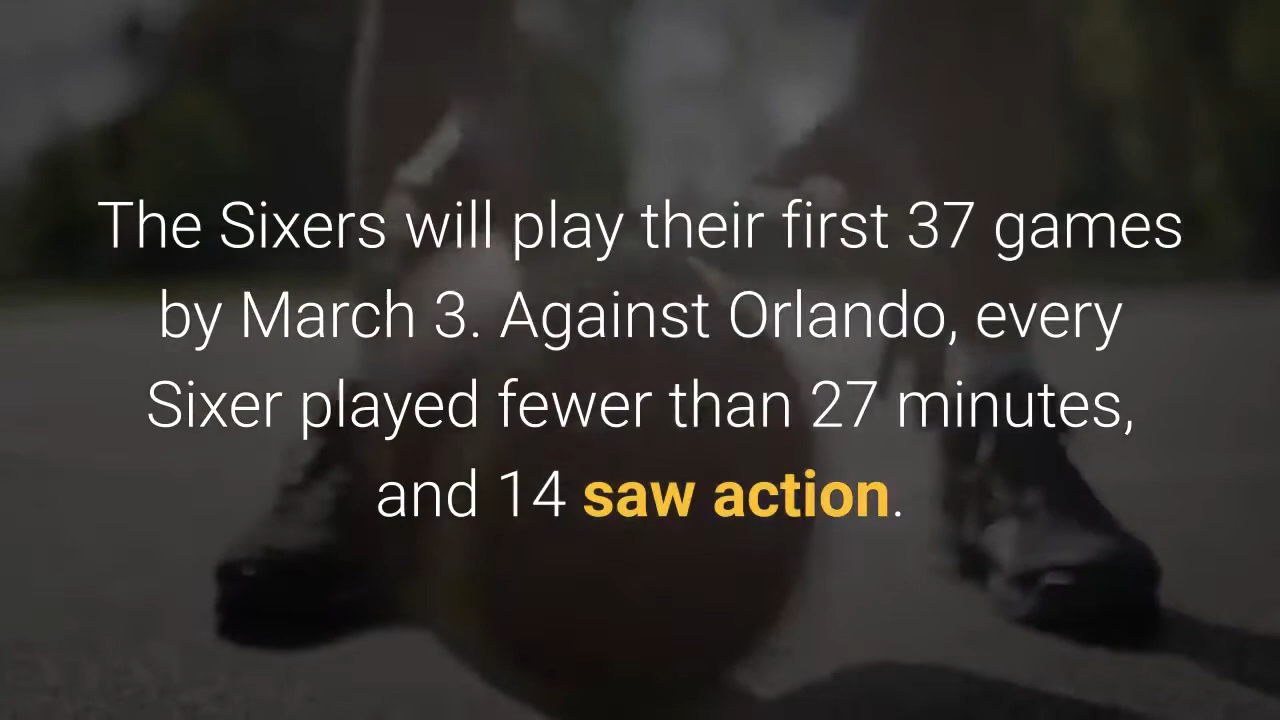 The Sixers will play their first 37 games
by March 3. Against Orlando, every
Sixer played fewer than 27 minutes,
and 14 saw action.